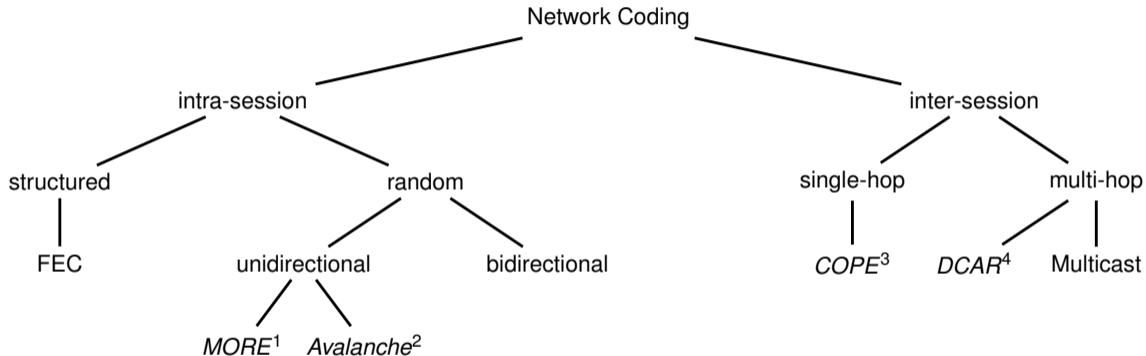 Network Coding
intra-session inter-session
structured random single-hop multi-hop
FEC unidirectional bidirectional COPE³ DCAR⁴ Multicast
MORE¹ Avalanche²